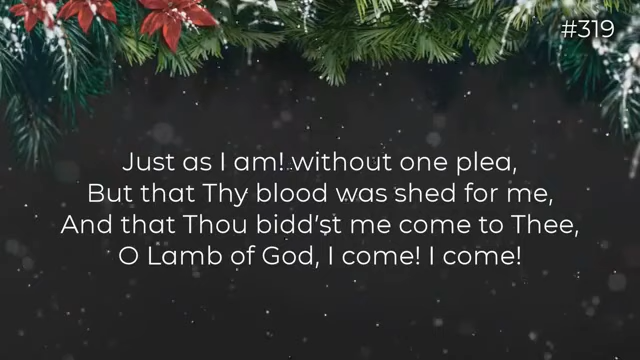 #319
Just as I am! without one plea,
But that Thy blood was shed for me,
And that Thou bidd'st me come to Thee,
O Lamb of God, I come! I come!